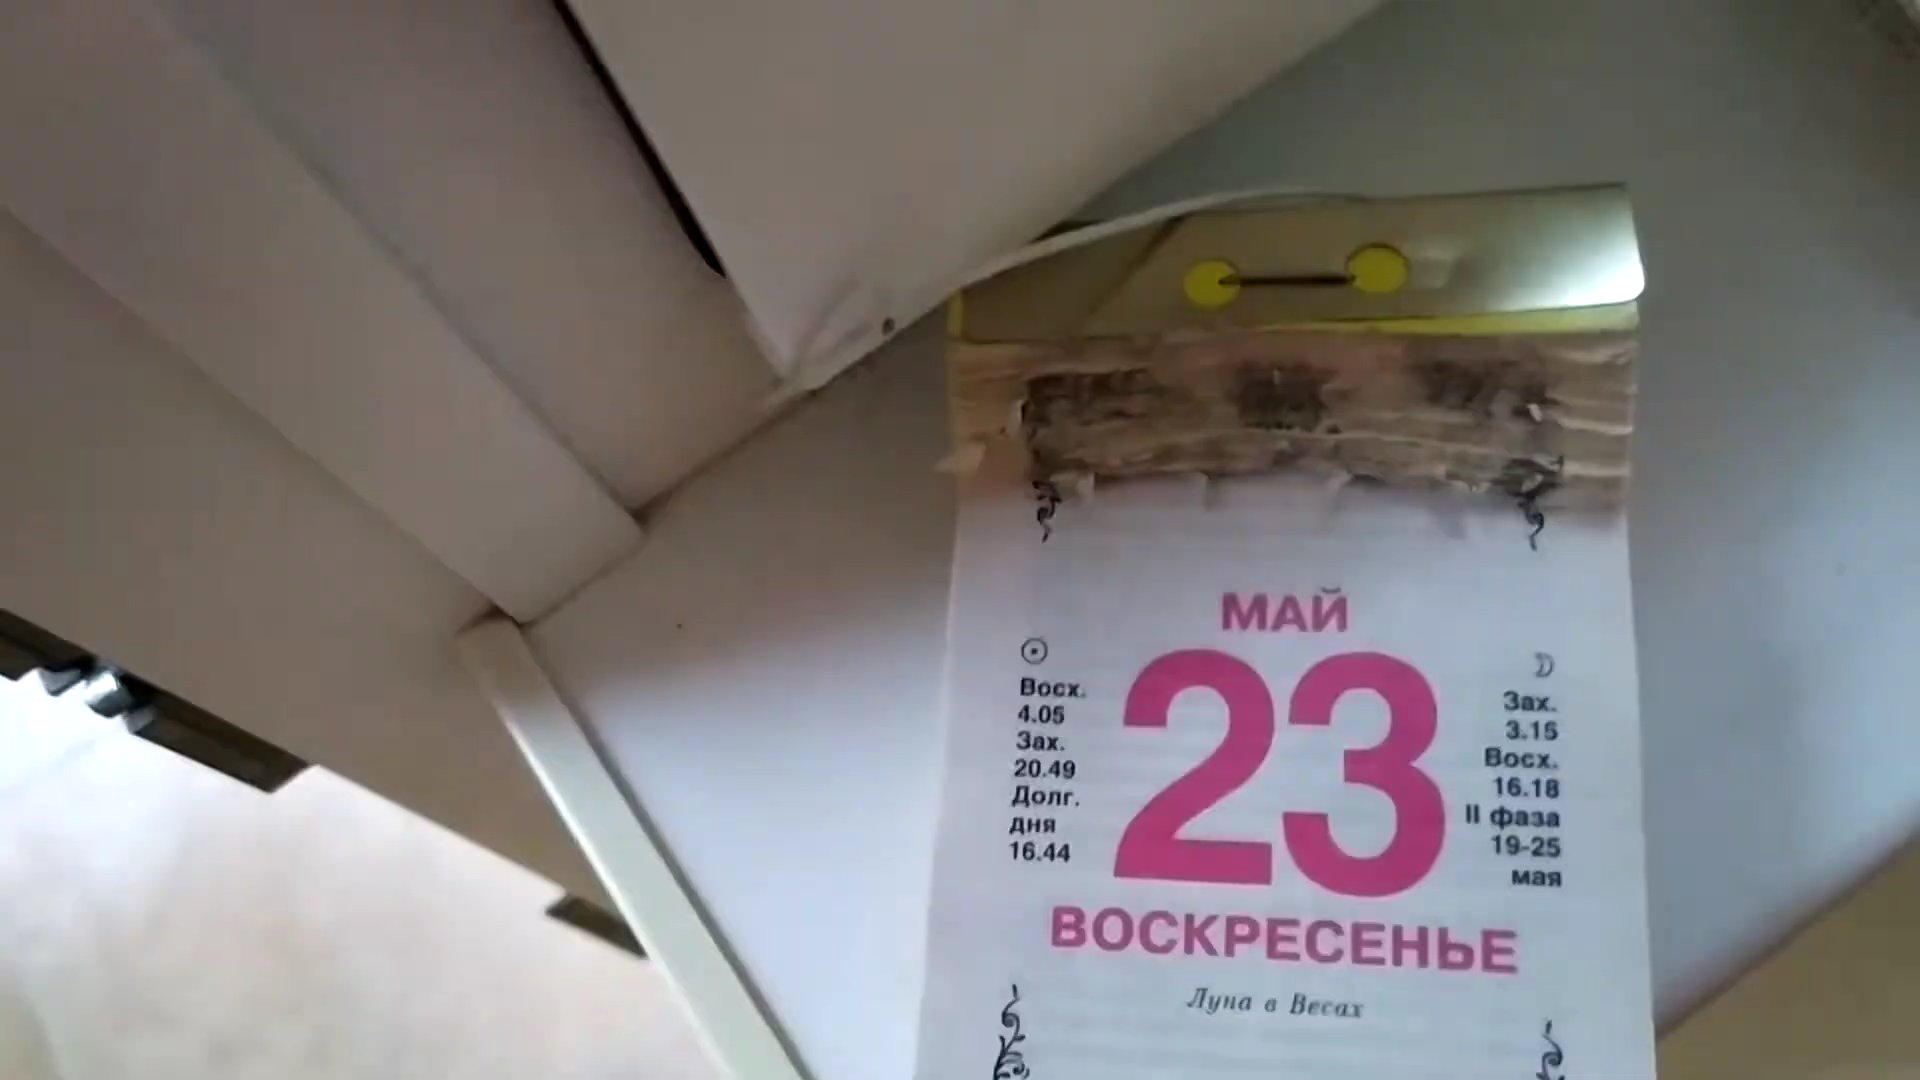 МАЙ
23
Восх.
4.05
Зах.
20.49
Долг.
дня
16.44
Зах.
3.15
Восх.
16.18
II фаза
19-25
мая
ВОСКРЕСЕНЬЕ
Луна в Весах